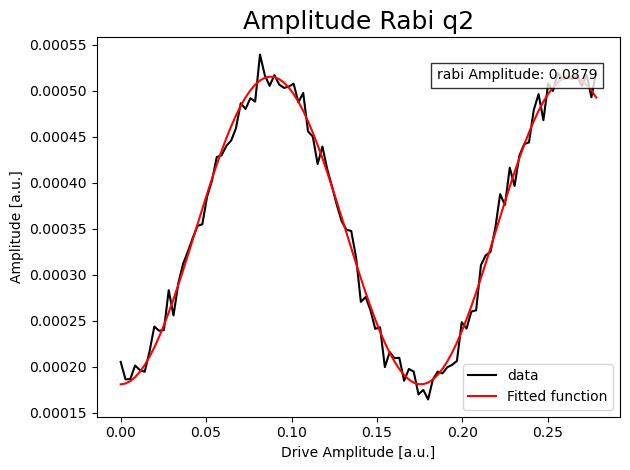 Amplitude Rabi q2
rabi Amplitude: 0.0879
Amplitude [a.u.]
0.00055
0.00050
0.00045
0.00040
0.00035
0.00030
0.00025
0.00020
0.00015
data
Fitted function
0.00 0.05 0.10 0.15 0.20 0.25
Drive Amplitude [a.u.]